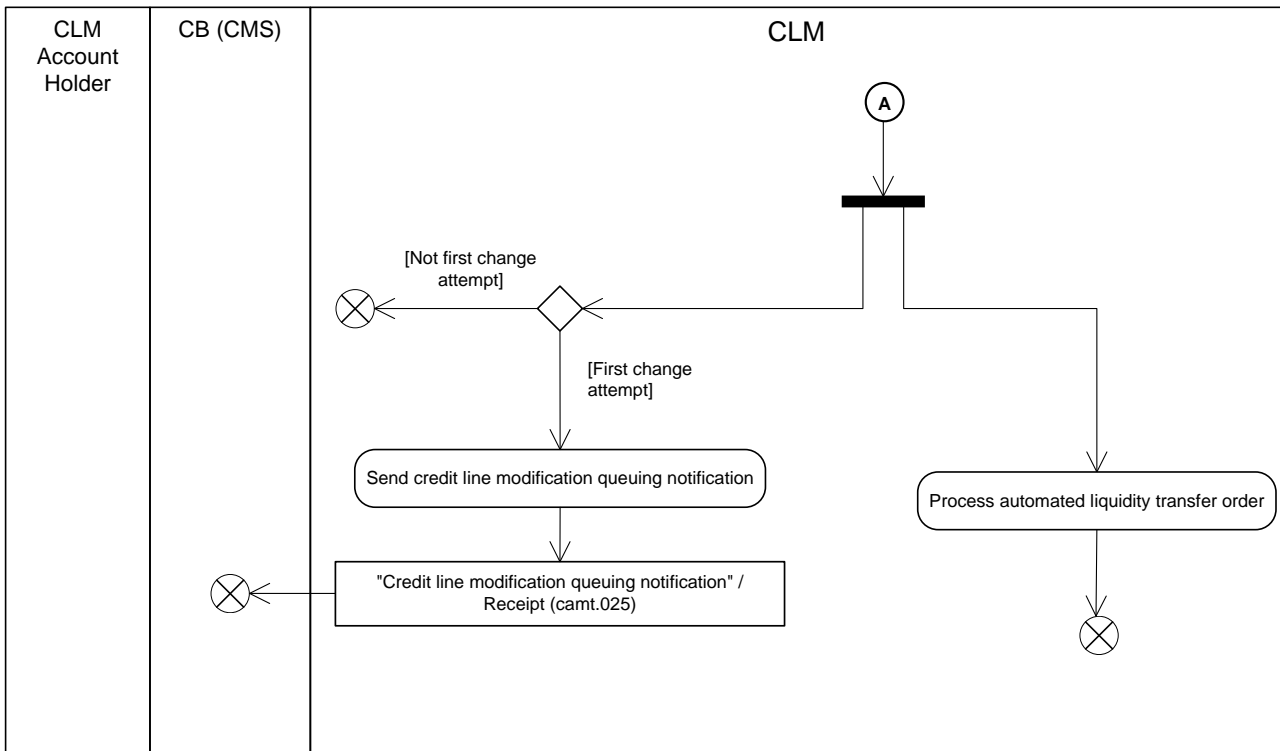 CLM
Account
Holder
CB (CMS)
CLM
A
[Not first change
attempt]
[First change
attempt]
Send credit line modification queuing notification
Process automated liquidity transfer order
"Credit line modification queuing notification" /
Receipt (camt.025)